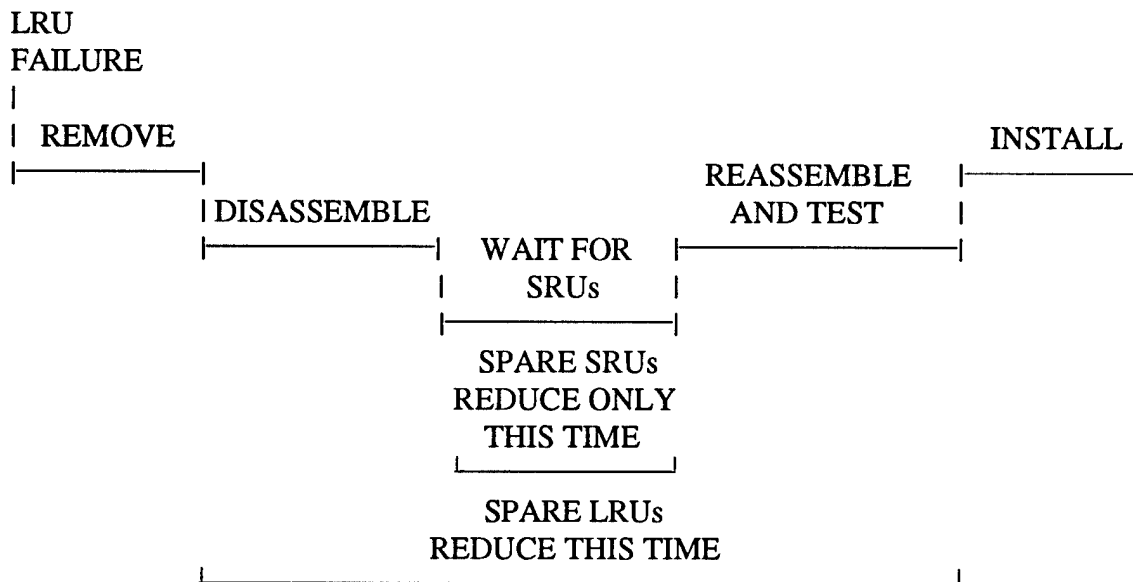 LRU
FAILURE
REMOVE
INSTALL
REASSEMBLE
AND TEST
DISASSEMBLE
WAIT FOR
SRUs
SPARE SRUs
REDUCE ONLY
THIS TIME
SPARE LRUs
REDUCE THIS TIME